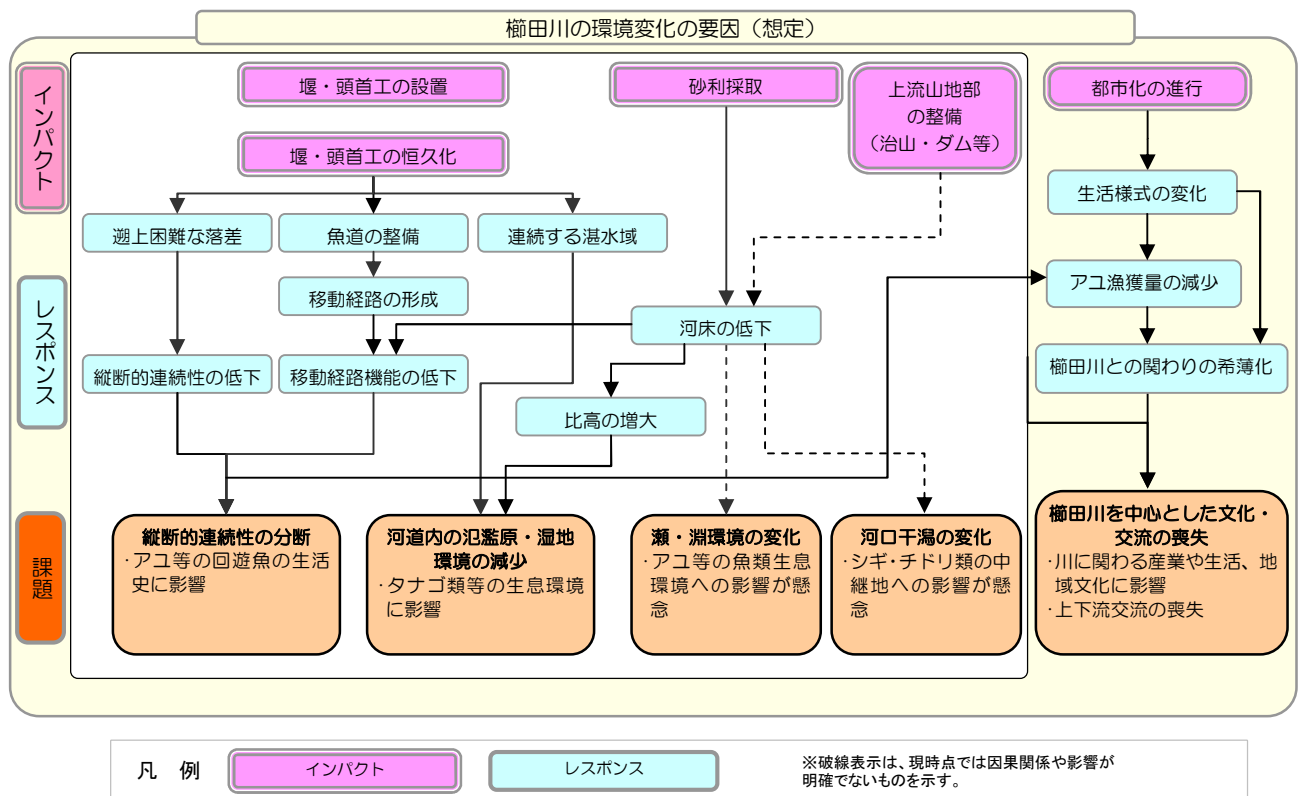 櫛田川の環境変化の要因（想定）
インパクト
堰・頭首工の設置
砂利採取
上流山地部
の整備
（治山・ダム等）
都市化の進行
堰・頭首工の恒久化
生活様式の変化
遡上困難な落差
魚道の整備
連続する湛水域
レスポンス
移動経路の形成
アユ漁獲量の減少
河床の低下
縦断的連続性の低下
移動経路機能の低下
櫛田川との関わりの希薄化
比高の増大
課題
縦断的連続性の分断
・アユ等の回遊魚の生活
史に影響
河道内の氾濫原・湿地
環境の減少
・タナゴ類等の生息環境
に影響
瀬・淵環境の変化
・アユ等の魚類生息
環境への影響が懸
念
河口干潟の変化
・シギ・チドリ類の中
継地への影響が懸
念
櫛田川を中心とした文化・
交流の喪失
・川に関わる産業や生活、地
域文化に影響
・上下流交流の喪失
凡 例
インパクト
レスポンス
※破線表示は、現時点では因果関係や影響が
明確でないものを示す。